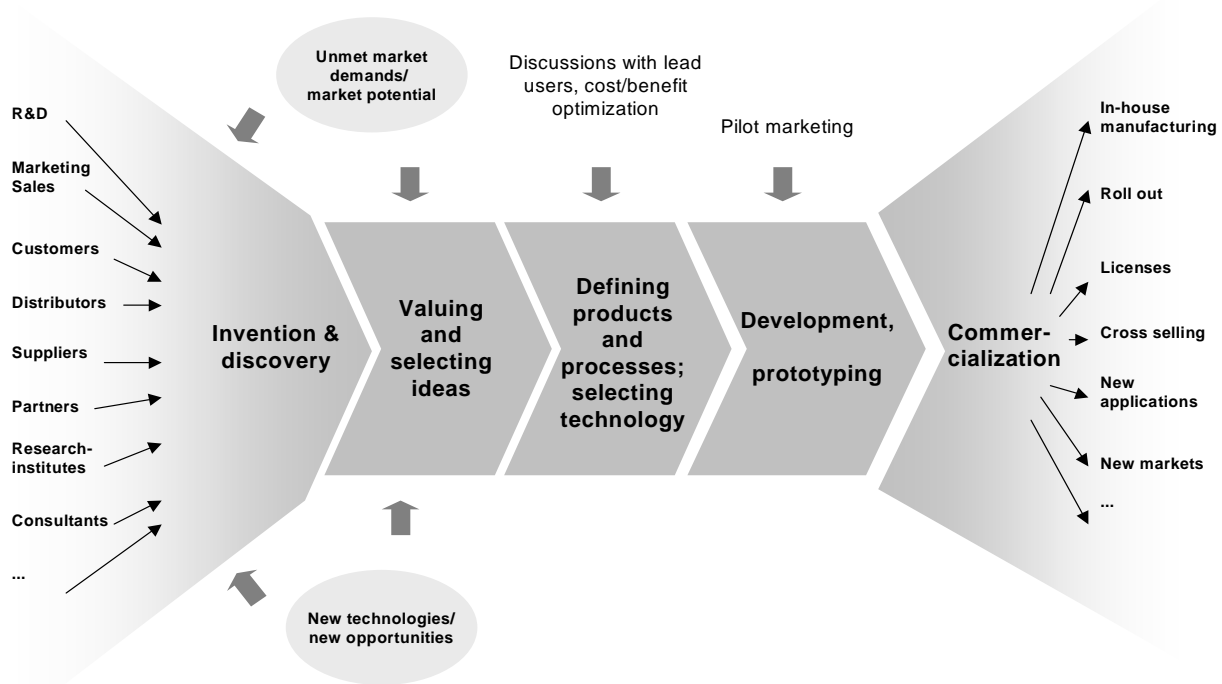 Unmet market
demands/
market potential
Discussions with lead
users, cost/benefit
optimization
Pilot marketing
R&D
Marketing
Sales
Customers
Distributors
Suppliers
Partners
Research-
institutes
Consultants
...
Invention &
discovery
Valuing
and
selecting
ideas
Defining
products
and
processes;
selecting
technology
Development,
prototyping
Commer-
cialization
In-house
manufacturing
Roll out
Licenses
Cross selling
New
applications
New markets
...
New technologies/
new opportunities